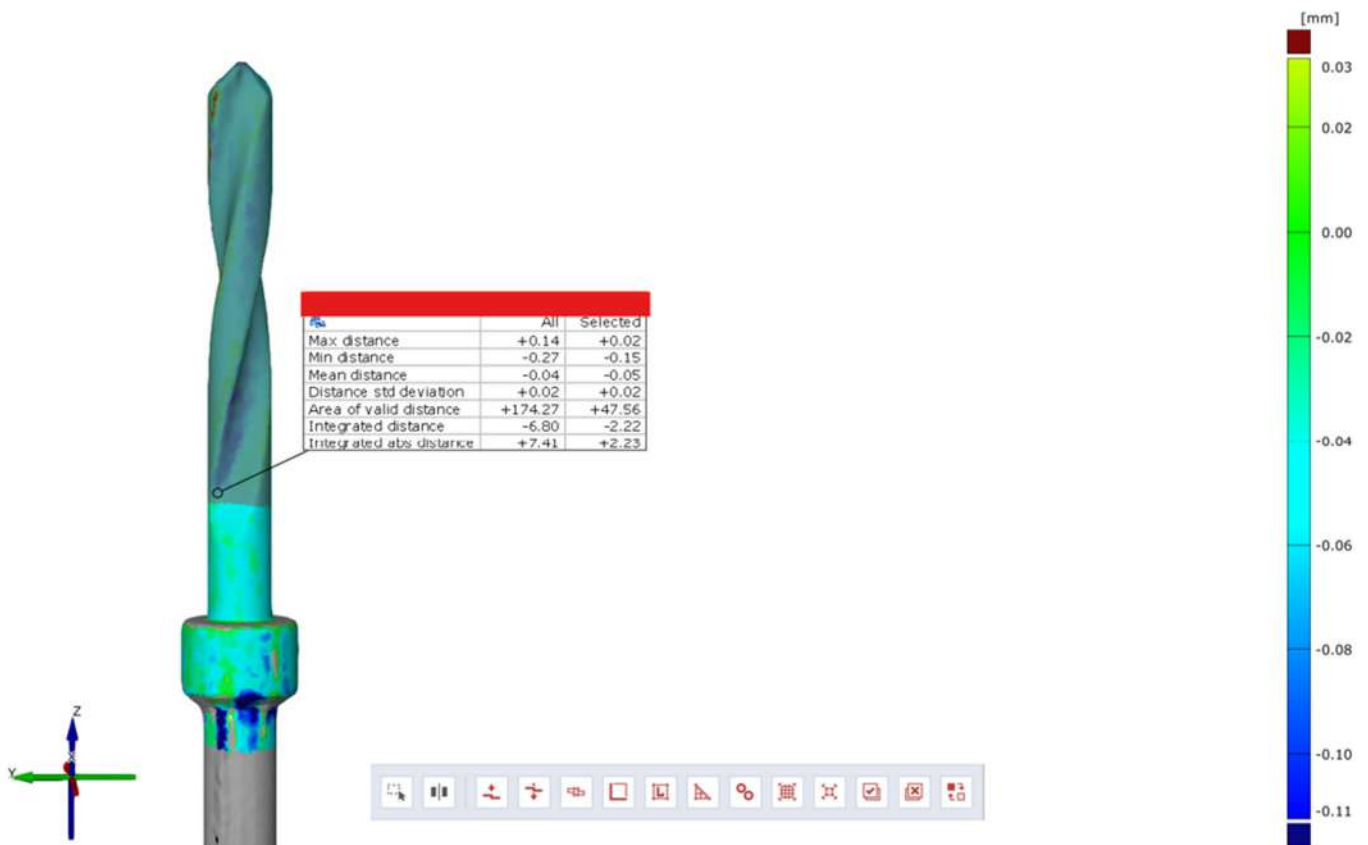 [mm]
0.03
0.02
0.00
-0.02
-0.04
-0.06
-0.08
-0.10
-0.11
All Selected
Max distance +0.14 +0.02
Min distance -0.27 -0.15
Mean distance -0.04 -0.05
Distance std deviation +0.02 +0.02
Area of valid distance +174.27 +47.56
Integrated distance -6.80 -2.22
Integrated abs distance +7.41 +2.23
Z
X
Y